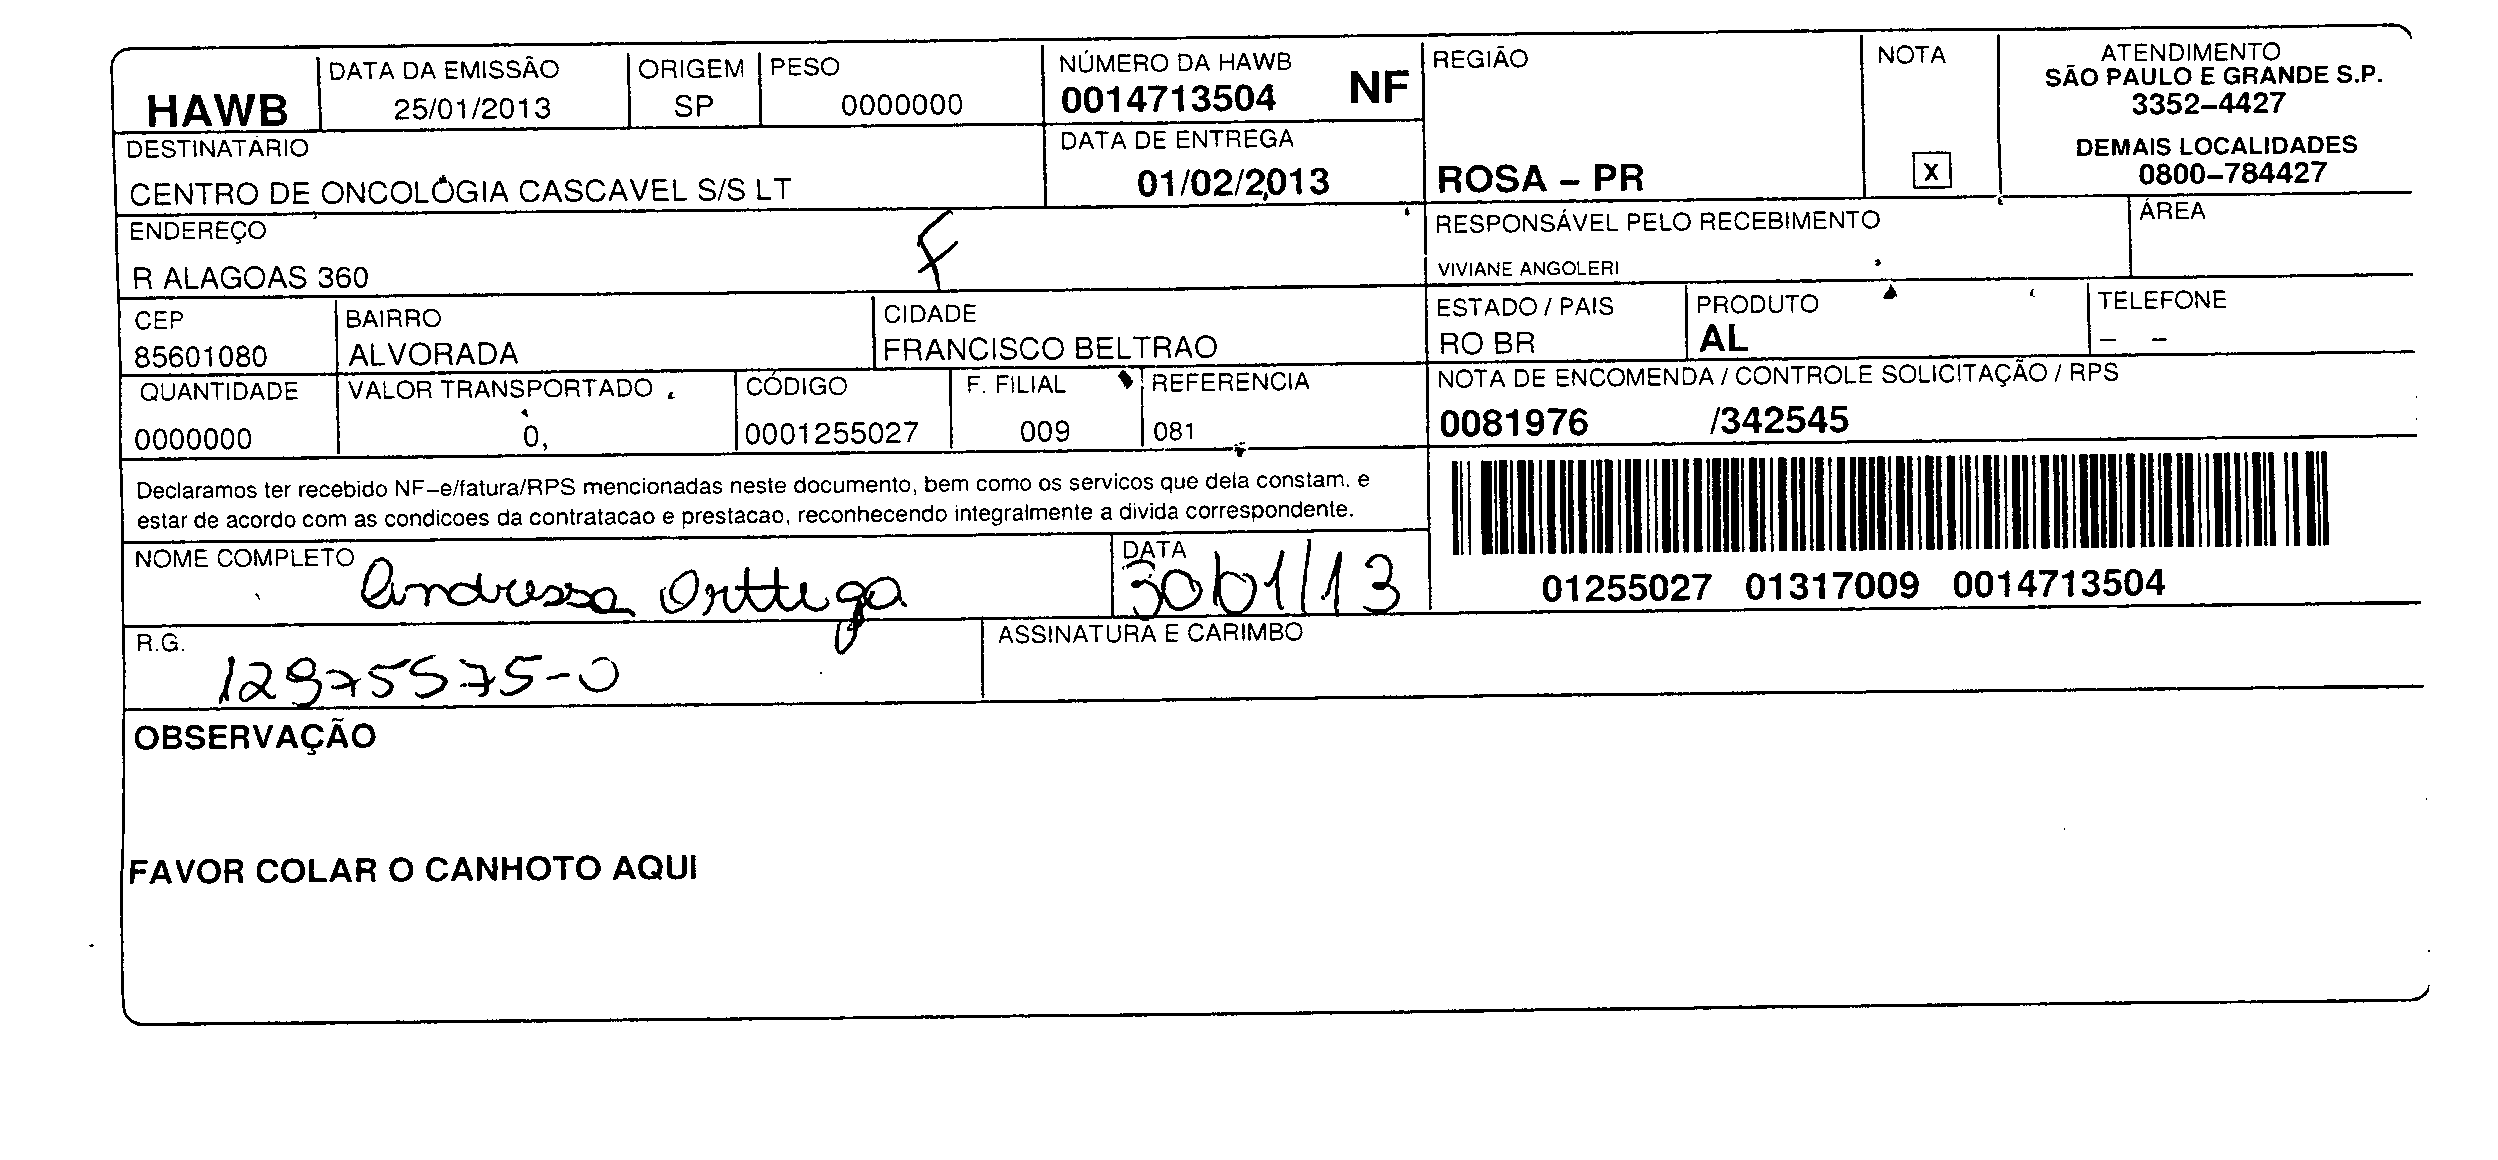 HAWB
DATA DA EMISSÃO
25/01/2013
ORIGEM
SP
PESO
0000000
NÚMERO DA HAWB
0014713504 NF
REGIÃO
ROSA – PR
NOTA
X
ATENDIMENTO
SÃO PAULO E GRANDE S.P.
3352–4427
DEMAIS LOCALIDADES
0800–784427
DESTINATÁRIO
CENTRO DE ONCOLOGIA CASCAVEL S/S LT
DATA DE ENTREGA
01/02/2013
ENDEREÇO
R ALAGOAS 360
F
RESPONSÁVEL PELO RECEBIMENTO
VIVIANE ANGOLERI
ÁREA
CEP
85601080
BAIRRO
ALVORADA
CIDADE
FRANCISCO BELTRAO
ESTADO / PAIS
RO BR
PRODUTO
AL
TELEFONE
– –
QUANTIDADE
0000000
VALOR TRANSPORTADO
0,
CÓDIGO
0001255027
F. FILIAL
009
REFERENCIA
081
NOTA DE ENCOMENDA / CONTROLE SOLICITAÇÃO / RPS
0081976 /342545
Declaramos ter recebido NF–e/fatura/RPS mencionadas neste documento, bem como os servicos que dela constam. e
estar de acordo com as condicoes da contratacao e prestacao, reconhecendo integralmente a divida correspondente.
01255027 01317009 0014713504
NOME COMPLETO
Andressa Orttega
DATA
30/01/13
R.G.
12975575-0
ASSINATURA E CARIMBO
OBSERVAÇÃO
FAVOR COLAR O CANHOTO AQUI